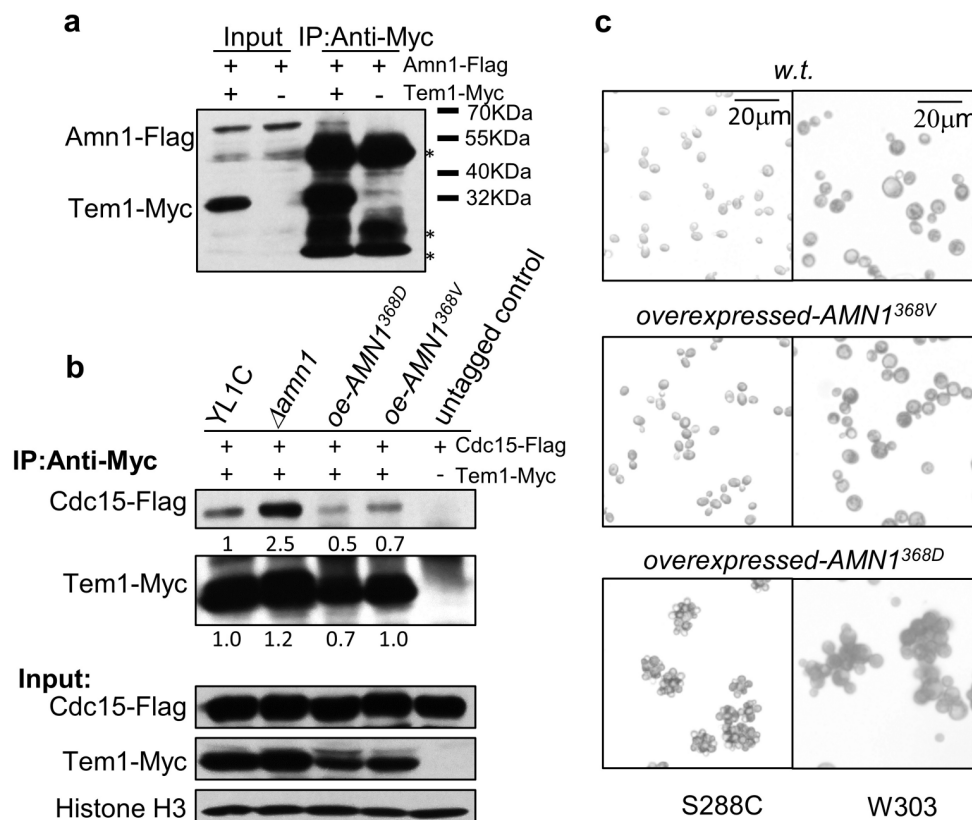 a
Input IP:Anti-Myc
+ + + + Amn1-Flag
+ - + - Tem1-Myc
70KDa
Amn1-Flag
55KDa
*
40KDa
Tem1-Myc
32KDa
*
*
b
YL1C Δamn1 oe-AMN1368D oe-AMN1368V untagged control
+ + + + + Cdc15-Flag
IP:Anti-Myc
+ + + + - Tem1-Myc
Cdc15-Flag
1 2.5 0.5 0.7
Tem1-Myc
1.0 1.2 0.7 1.0
Input:
Cdc15-Flag
Tem1-Myc
Histone H3
c
w.t.
20μm 20μm
overexpressed-AMN1368V
overexpressed-AMN1368D
S288C W303